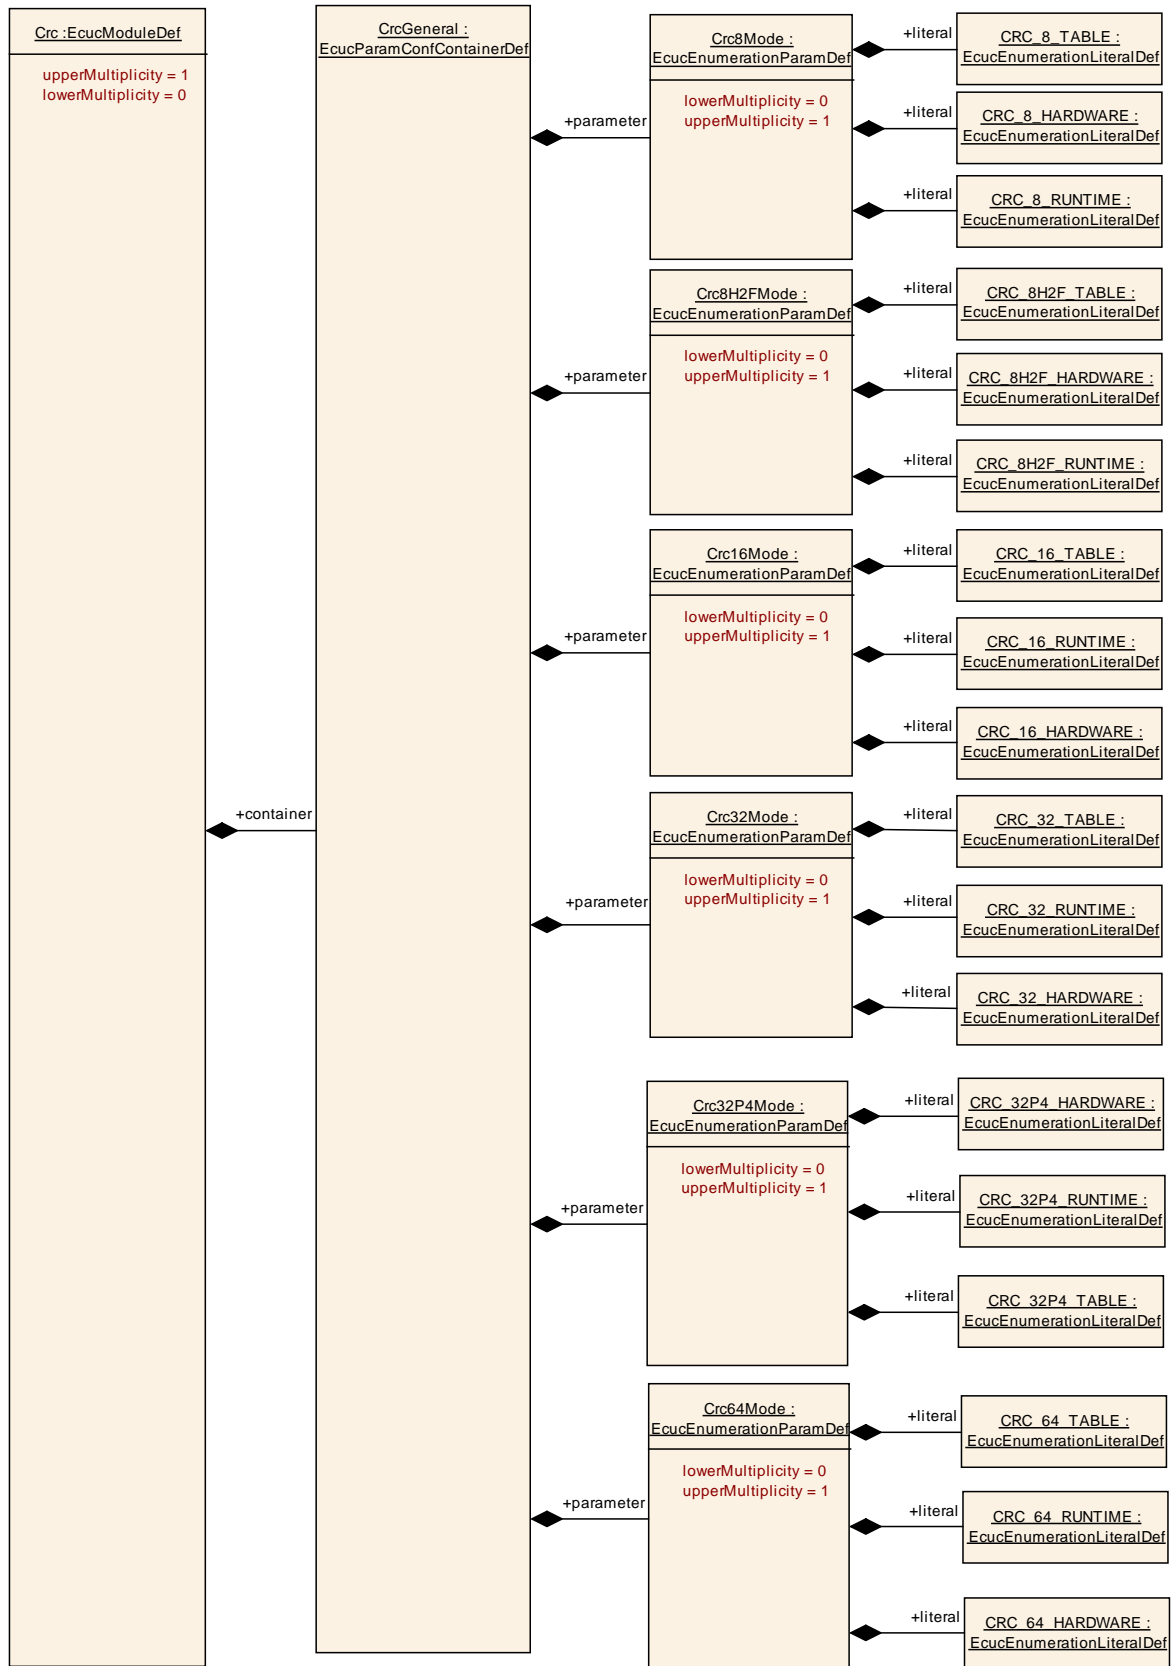 Crc :EcucModuleDef
upperMultiplicity = 1
lowerMultiplicity = 0
+container
CrcGeneral :
EcucParamConfContainerDef
+parameter
Crc8Mode :
EcucEnumerationParamDef
lowerMultiplicity = 0
upperMultiplicity = 1
+literal
CRC_8_TABLE :
EcucEnumerationLiteralDef
+literal
CRC_8_HARDWARE :
EcucEnumerationLiteralDef
+literal
CRC_8_RUNTIME :
EcucEnumerationLiteralDef
+parameter
Crc8H2FMode :
EcucEnumerationParamDef
lowerMultiplicity = 0
upperMultiplicity = 1
+literal
CRC_8H2F_TABLE :
EcucEnumerationLiteralDef
+literal
CRC_8H2F_HARDWARE :
EcucEnumerationLiteralDef
+literal
CRC_8H2F_RUNTIME :
EcucEnumerationLiteralDef
+parameter
Crc16Mode :
EcucEnumerationParamDef
lowerMultiplicity = 0
upperMultiplicity = 1
+literal
CRC_16_TABLE :
EcucEnumerationLiteralDef
+literal
CRC_16_RUNTIME :
EcucEnumerationLiteralDef
+literal
CRC_16_HARDWARE :
EcucEnumerationLiteralDef
+parameter
Crc32Mode :
EcucEnumerationParamDef
lowerMultiplicity = 0
upperMultiplicity = 1
+literal
CRC_32_TABLE :
EcucEnumerationLiteralDef
+literal
CRC_32_RUNTIME :
EcucEnumerationLiteralDef
+literal
CRC_32_HARDWARE :
EcucEnumerationLiteralDef
+parameter
Crc32P4Mode :
EcucEnumerationParamDef
lowerMultiplicity = 0
upperMultiplicity = 1
+literal
CRC_32P4_HARDWARE :
EcucEnumerationLiteralDef
+literal
CRC_32P4_RUNTIME :
EcucEnumerationLiteralDef
+literal
CRC_32P4_TABLE :
EcucEnumerationLiteralDef
+parameter
Crc64Mode :
EcucEnumerationParamDef
lowerMultiplicity = 0
upperMultiplicity = 1
+literal
CRC_64_TABLE :
EcucEnumerationLiteralDef
+literal
CRC_64_RUNTIME :
EcucEnumerationLiteralDef
+literal
CRC_64_HARDWARE :
EcucEnumerationLiteralDef